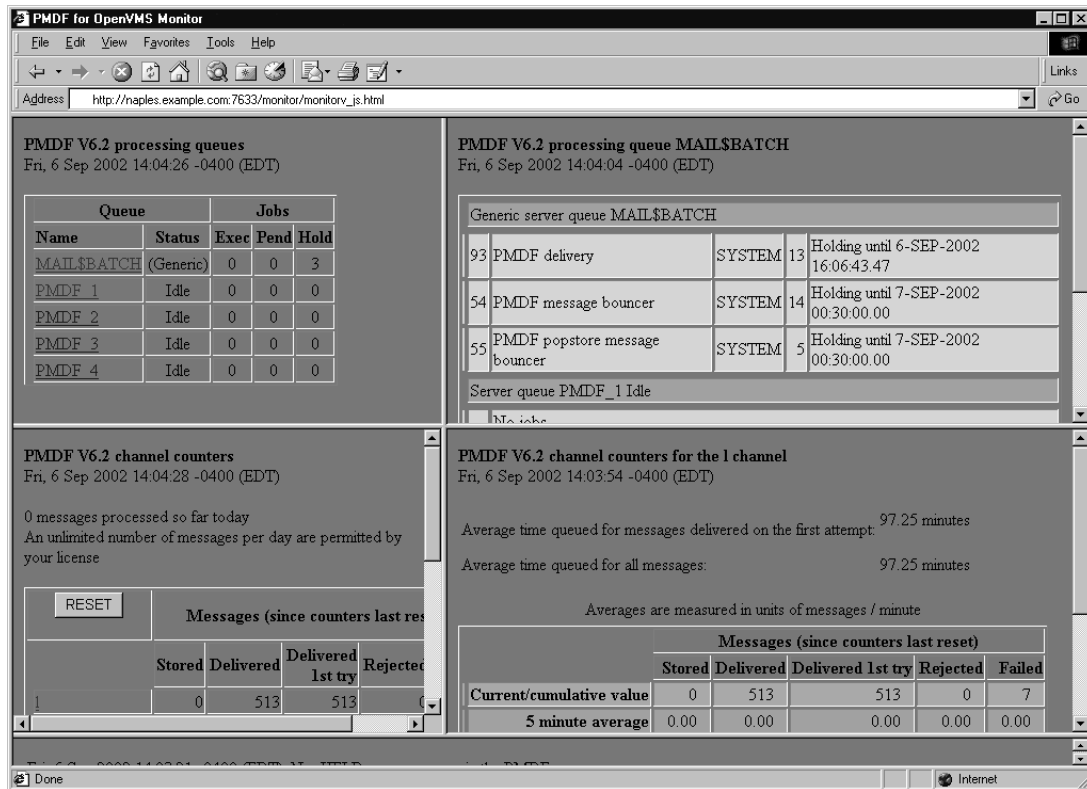 PMDF for OpenVMS Monitor
File Edit View Favorites Tools Help
Links
Address http://naples.example.com:7633/monitor/monitorv_js.html Go
PMDF V6.2 processing queues
Fri, 6 Sep 2002 14:04:26 -0400 (EDT)
Queue Jobs
Name Status Exec Pend Hold
MAIL$BATCH (Generic) 0 0 3
PMDF_1 Idle 0 0 0
PMDF_2 Idle 0 0 0
PMDF_3 Idle 0 0 0
PMDF_4 Idle 0 0 0
PMDF V6.2 processing queue MAIL$BATCH
Fri, 6 Sep 2002 14:04:04 -0400 (EDT)
Generic server queue MAIL$BATCH
93 PMDF delivery SYSTEM 13 Holding until 6-SEP-2002
16:06:43.47
54 PMDF message bouncer SYSTEM 14 Holding until 7-SEP-2002
00:30:00.00
55 PMDF popstore message
bouncer SYSTEM 5 Holding until 7-SEP-2002
00:30:00.00
Server queue PMDF_1 Idle
No jobs
PMDF V6.2 channel counters
Fri, 6 Sep 2002 14:04:28 -0400 (EDT)
0 messages processed so far today
An unlimited number of messages per day are permitted by
your license
RESET
Messages (since counters last res
Stored Delivered Delivered
1st try Rejected
l 0 513 513 0
PMDF V6.2 channel counters for the l channel
Fri, 6 Sep 2002 14:03:54 -0400 (EDT)
Average time queued for messages delivered on the first attempt: 97.25 minutes
Average time queued for all messages: 97.25 minutes
Averages are measured in units of messages / minute
Messages (since counters last reset)
Stored Delivered Delivered 1st try Rejected Failed
Current/cumulative value 0 513 513 0 7
5 minute average 0.00 0.00 0.00 0.00 0.00
Done
Internet